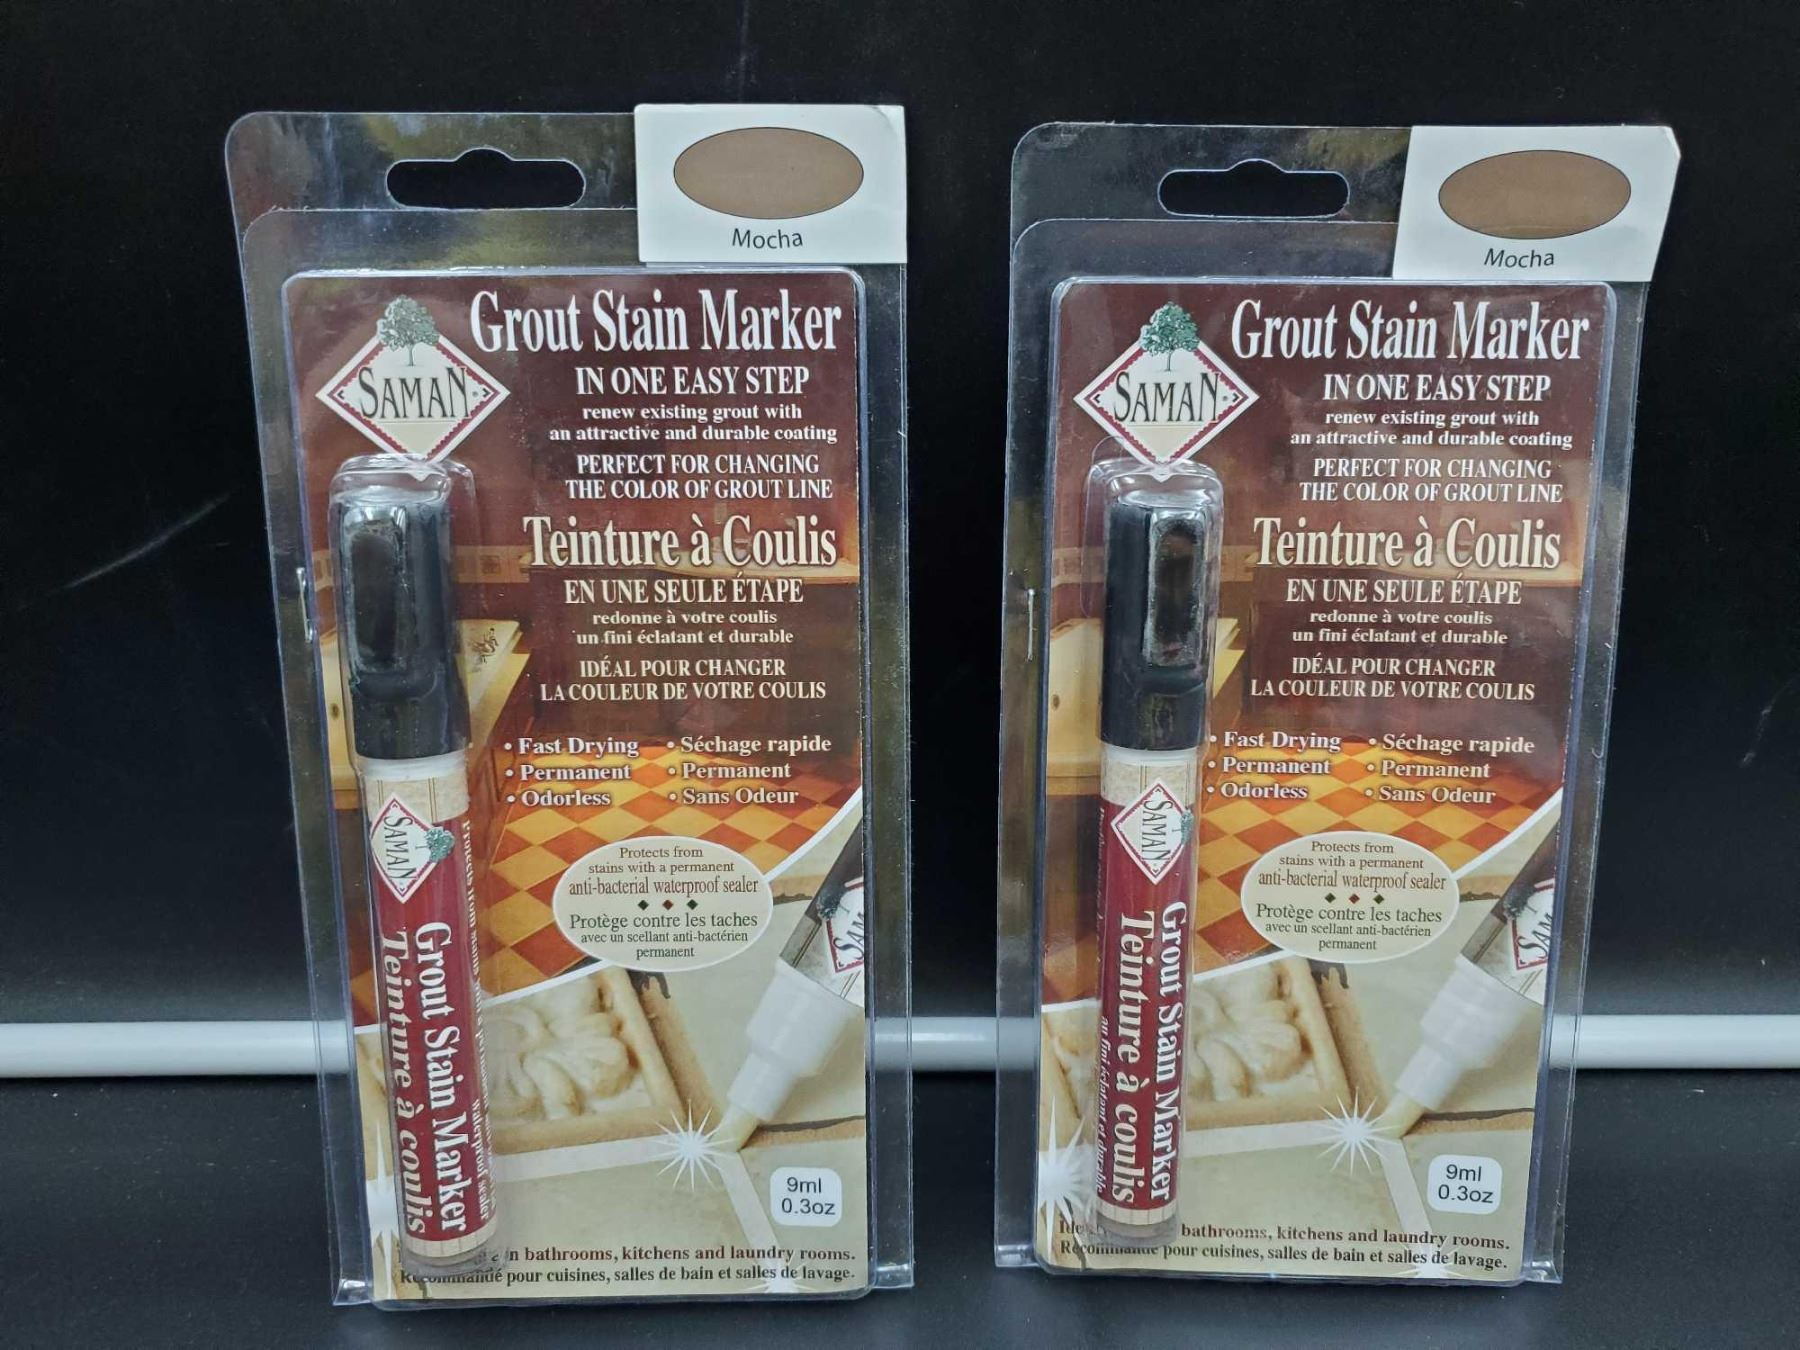 Mocha
Grout Stain Marker
SAMAN
IN ONE EASY STEP
renew existing grout with
an attractive and durable coating
PERFECT FOR CHANGING
THE COLOR OF GROUT LINE
Teinture à Coulis
EN UNE SEULE ÉTAPE
redonne à votre coulis
un fini éclatant et durable
IDÉAL POUR CHANGER
LA COULEUR DE VOTRE COULIS
• Fast Drying • Séchage rapide
• Permanent • Permanent
• Odorless • Sans Odeur
Protects from
stains with a permanent
anti-bacterial waterproof sealer
Protège contre les taches
avec un scellant anti-bactérien
permanent
SAMAN
Grout Stain Marker
Teinture à coulis
SAM
9ml
0.3oz
bathrooms, kitchens and laundry rooms.
Recommandé pour cuisines, salles de bain et salles de lavage.
Mocha
Grout Stain Marker
SAMAN
IN ONE EASY STEP
renew existing grout with
an attractive and durable coating
PERFECT FOR CHANGING
THE COLOR OF GROUT LINE
Teinture à Coulis
EN UNE SEULE ÉTAPE
redonne à votre coulis
un fini éclatant et durable
IDÉAL POUR CHANGER
LA COULEUR DE VOTRE COULIS
• Fast Drying • Séchage rapide
• Permanent • Permanent
• Odorless • Sans Odeur
Protects from
stains with a permanent
anti-bacterial waterproof sealer
Protège contre les taches
avec un scellant anti-bactérien
permanent
SAMAN
Grout Stain Marker
Teinture à coulis
un fini éclatant et durable
SAM
9ml
0.3oz
bathrooms, kitchens and laundry rooms.
Recommandé pour cuisines, salles de bain et salles de lavage.